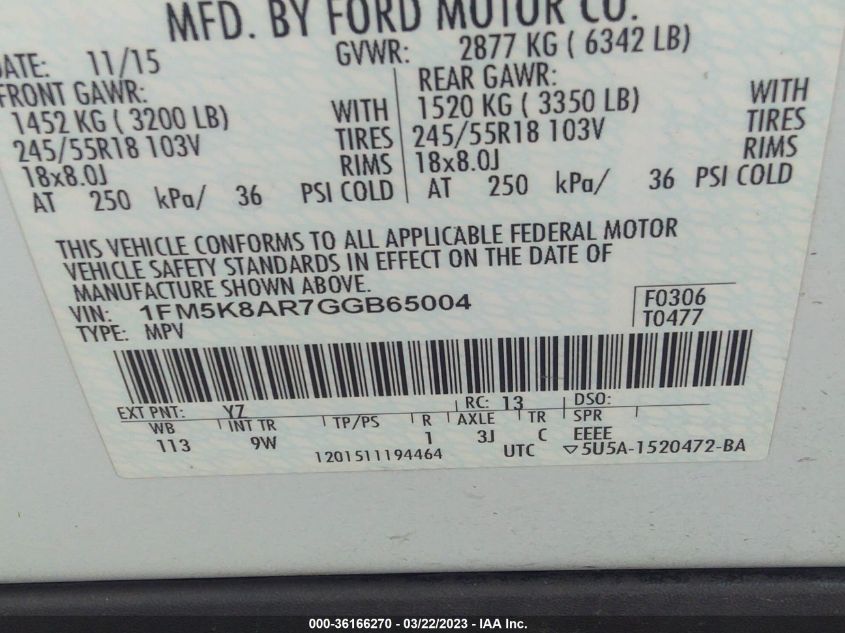 MFD. BY FORD MOTOR CO.
DATE: 11/15 GVWR: 2877 KG ( 6342 LB)
FRONT GAWR: REAR GAWR:
1452 KG ( 3200 LB) WITH 1520 KG ( 3350 LB) WITH
245/55R18 103V TIRES 245/55R18 103V TIRES
18x8.0J RIMS 18x8.0J RIMS
AT 250 kPa/ 36 PSI COLD AT 250 kPa/ 36 PSI COLD
THIS VEHICLE CONFORMS TO ALL APPLICABLE FEDERAL MOTOR
VEHICLE SAFETY STANDARDS IN EFFECT ON THE DATE OF
MANUFACTURE SHOWN ABOVE.
VIN: 1FM5K8AR7GGB65004 F0306
TYPE: MPV T0477
EXT PNT: YZ RC: 13 DSO:
WB INT TR TP/PS R AXLE TR SPR
113 9W 1 3J C EEEE
1201511194464 UTC ▽5U5A-1520472-BA
000-36166270 - 03/22/2023 - IAA Inc.